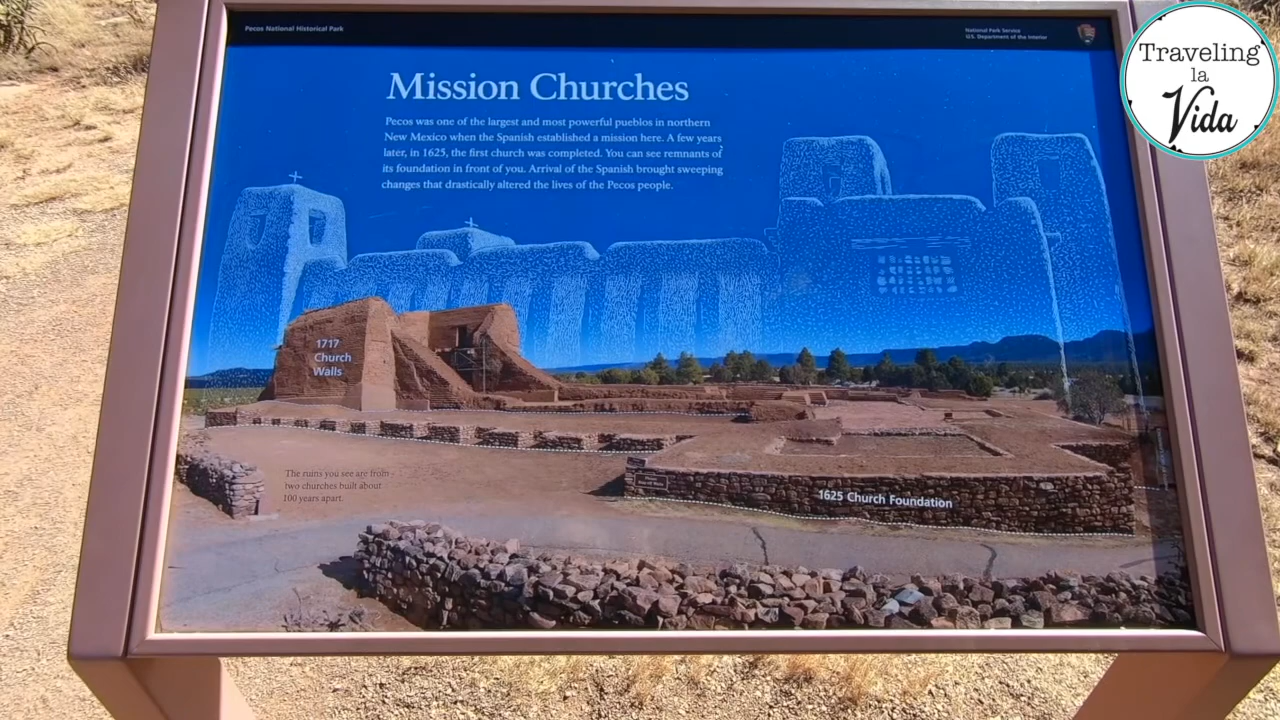 Pecos National Historical Park
National Park Service
U.S. Department of the Interior
Traveling
la
Vida
Mission Churches
Pecos was one of the largest and most powerful pueblos in northern
New Mexico when the Spanish established a mission here. A few years
later, in 1625, the first church was completed. You can see remnants of
its foundation in front of you. Arrival of the Spanish brought sweeping
changes that drastically altered the lives of the Pecos people.
1717
Church
Walls
The ruins you see are from
two churches built about
100 years apart.
1625 Church Foundation